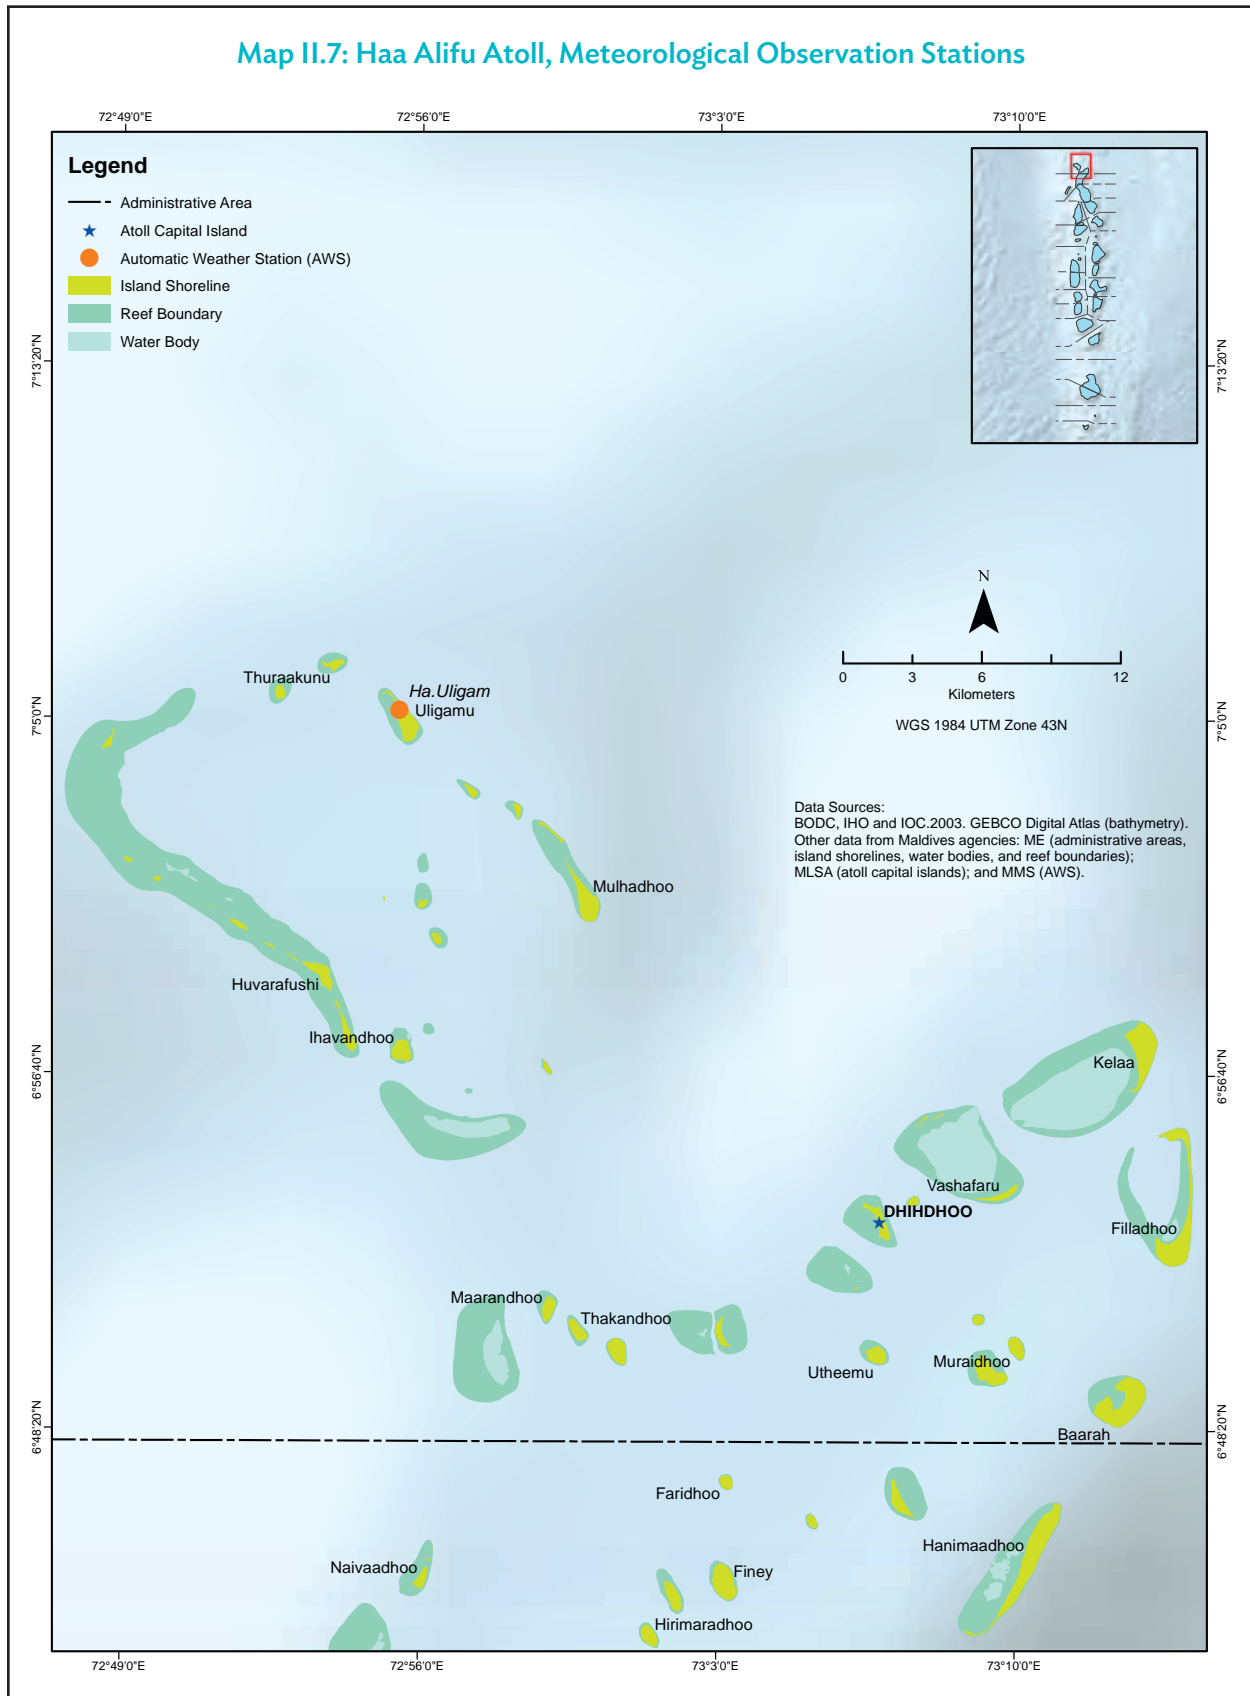 Map II.7: Haa Alifu Atoll, Meteorological Observation Stations
72°49'0"E
72°56'0"E
73°3'0"E
73°10'0"E
Legend
Administrative Area
Atoll Capital Island
Automatic Weather Station (AWS)
Island Shoreline
Reef Boundary
Water Body
7°13'20"N
7°13'20"N
N
0 3 6 12
Kilometers
WGS 1984 UTM Zone 43N
Thuraakunu
Ha.Uligam
Uligamu
7°5'0"N
7°5'0"N
Data Sources:
BODC, IHO and IOC.2003. GEBCO Digital Atlas (bathymetry).
Other data from Maldives agencies: ME (administrative areas,
island shorelines, water bodies, and reef boundaries);
MLSA (atoll capital islands); and MMS (AWS).
Mulhadhoo
Huvarafushi
Ihavandhoo
Kelaa
6°56'40"N
6°56'40"N
Vashafaru
DHIHDHOO
Filladhoo
Maarandhoo
Thakandhoo
Utheemu
Muraidhoo
Baarah
6°48'20"N
6°48'20"N
Faridhoo
Hanimaadhoo
Naivaadhoo
Finey
Hirimaradhoo
72°49'0"E
72°56'0"E
73°3'0"E
73°10'0"E